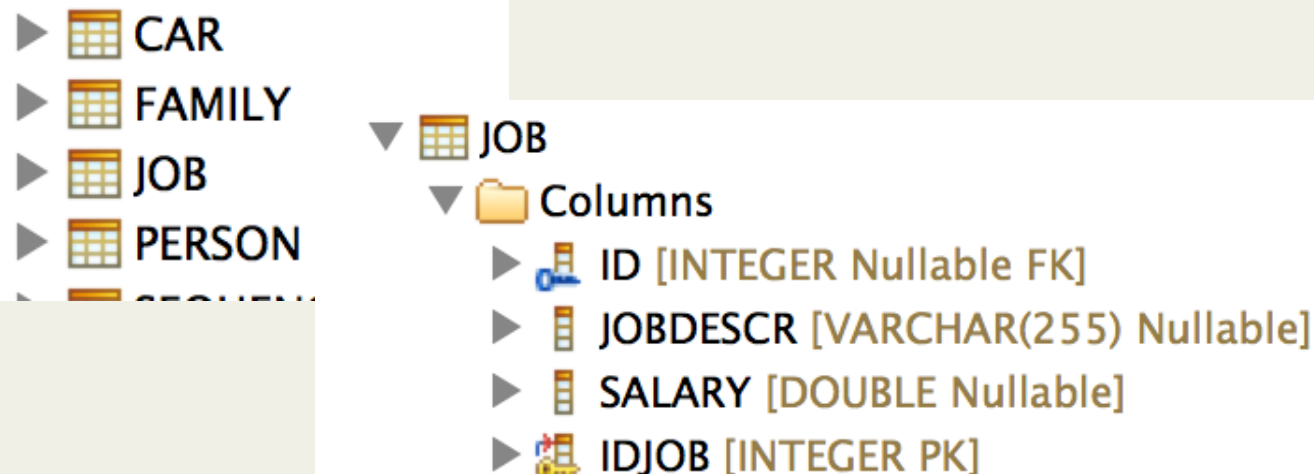 CAR
FAMILY
JOB
PERSON
JOB
Columns
ID [INTEGER Nullable FK]
JOBDESCR [VARCHAR(255) Nullable]
SALARY [DOUBLE Nullable]
IDJOB [INTEGER PK]